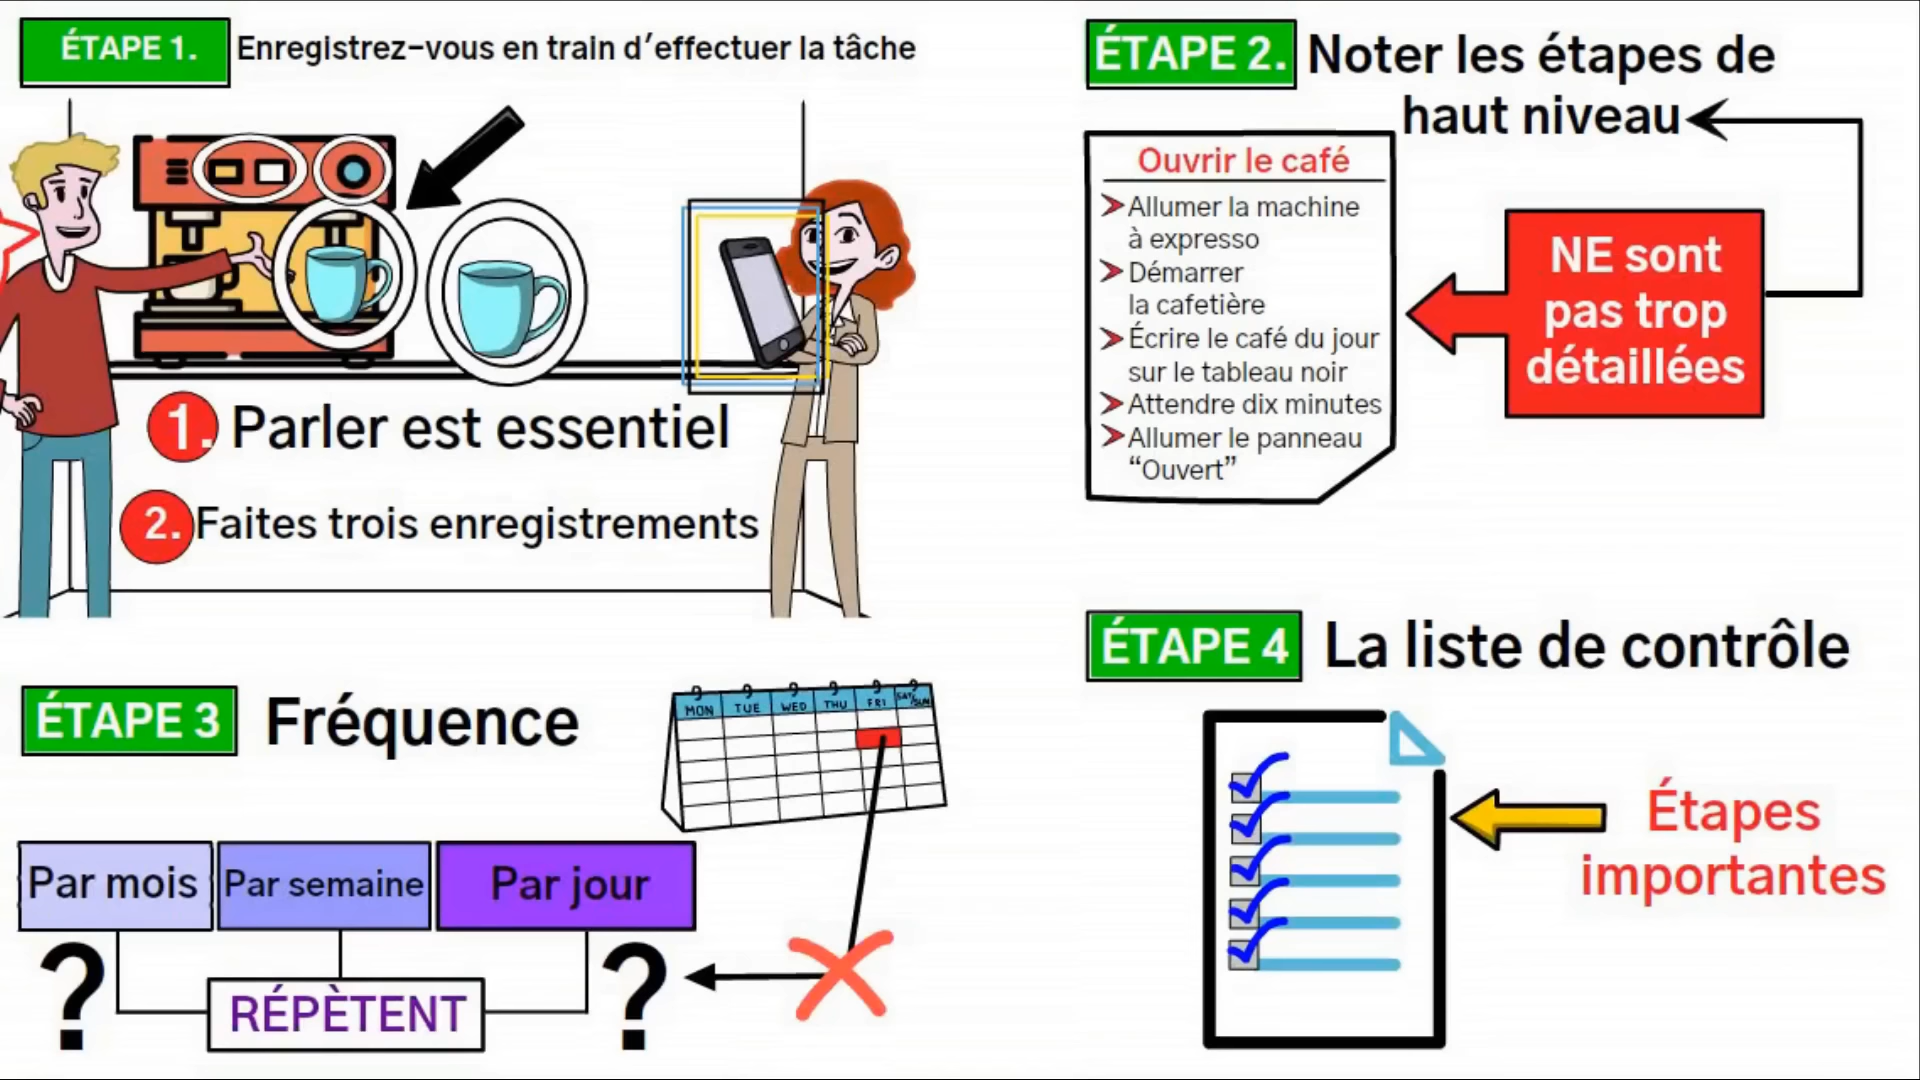 ÉTAPE 1. Enregistrez-vous en train d'effectuer la tâche
1. Parler est essentiel
2. Faites trois enregistrements
ÉTAPE 2. Noter les étapes de
haut niveau
Ouvrir le café
Allumer la machine
à expresso
Démarrer
la cafetière
Écrire le café du jour
sur le tableau noir
Attendre dix minutes
Allumer le panneau
“Ouvert”
NE sont
pas trop
détaillées
ÉTAPE 3 Fréquence
MON TUE WED THU FRI SAT/SUN
Par mois Par semaine Par jour
? RÉPÈTENT ?
ÉTAPE 4 La liste de contrôle
Étapes
importantes